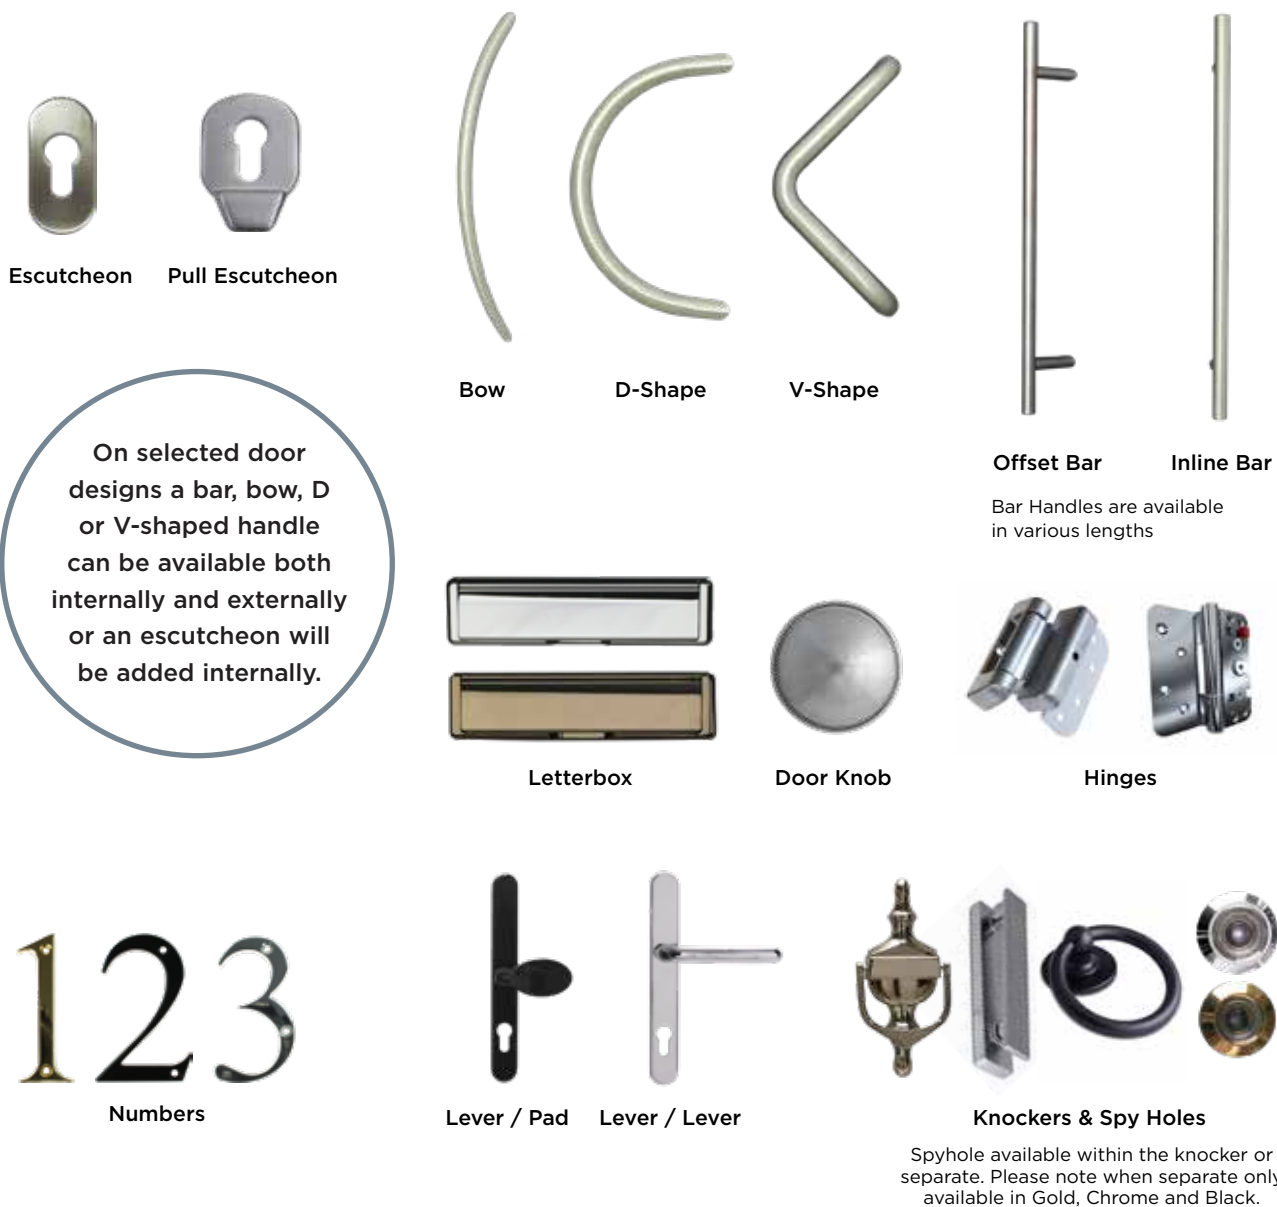 Escutcheon
Pull Escutcheon
Bow
D-Shape
V-Shape
Offset Bar
Inline Bar
Bar Handles are available
in various lengths
On selected door
designs a bar, bow, D
or V-shaped handle
can be available both
internally and externally
or an escutcheon will
be added internally.
Letterbox
Door Knob
Hinges
1 2 3
Numbers
Lever / Pad
Lever / Lever
Knockers & Spy Holes
Spyhole available within the knocker or
separate. Please note when separate only
available in Gold, Chrome and Black.